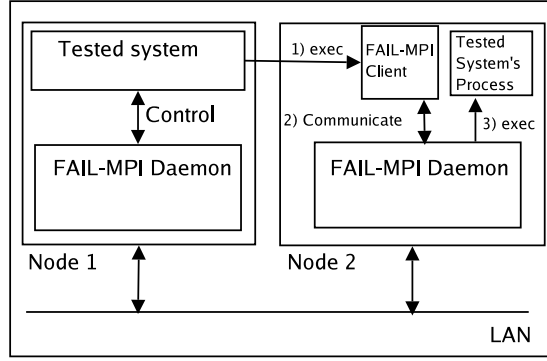 Tested system
Control
FAIL-MPI Daemon
Node 1
1) exec
FAIL-MPI
Client
Tested
System's
Process
2) Communicate
3) exec
FAIL-MPI Daemon
Node 2
LAN